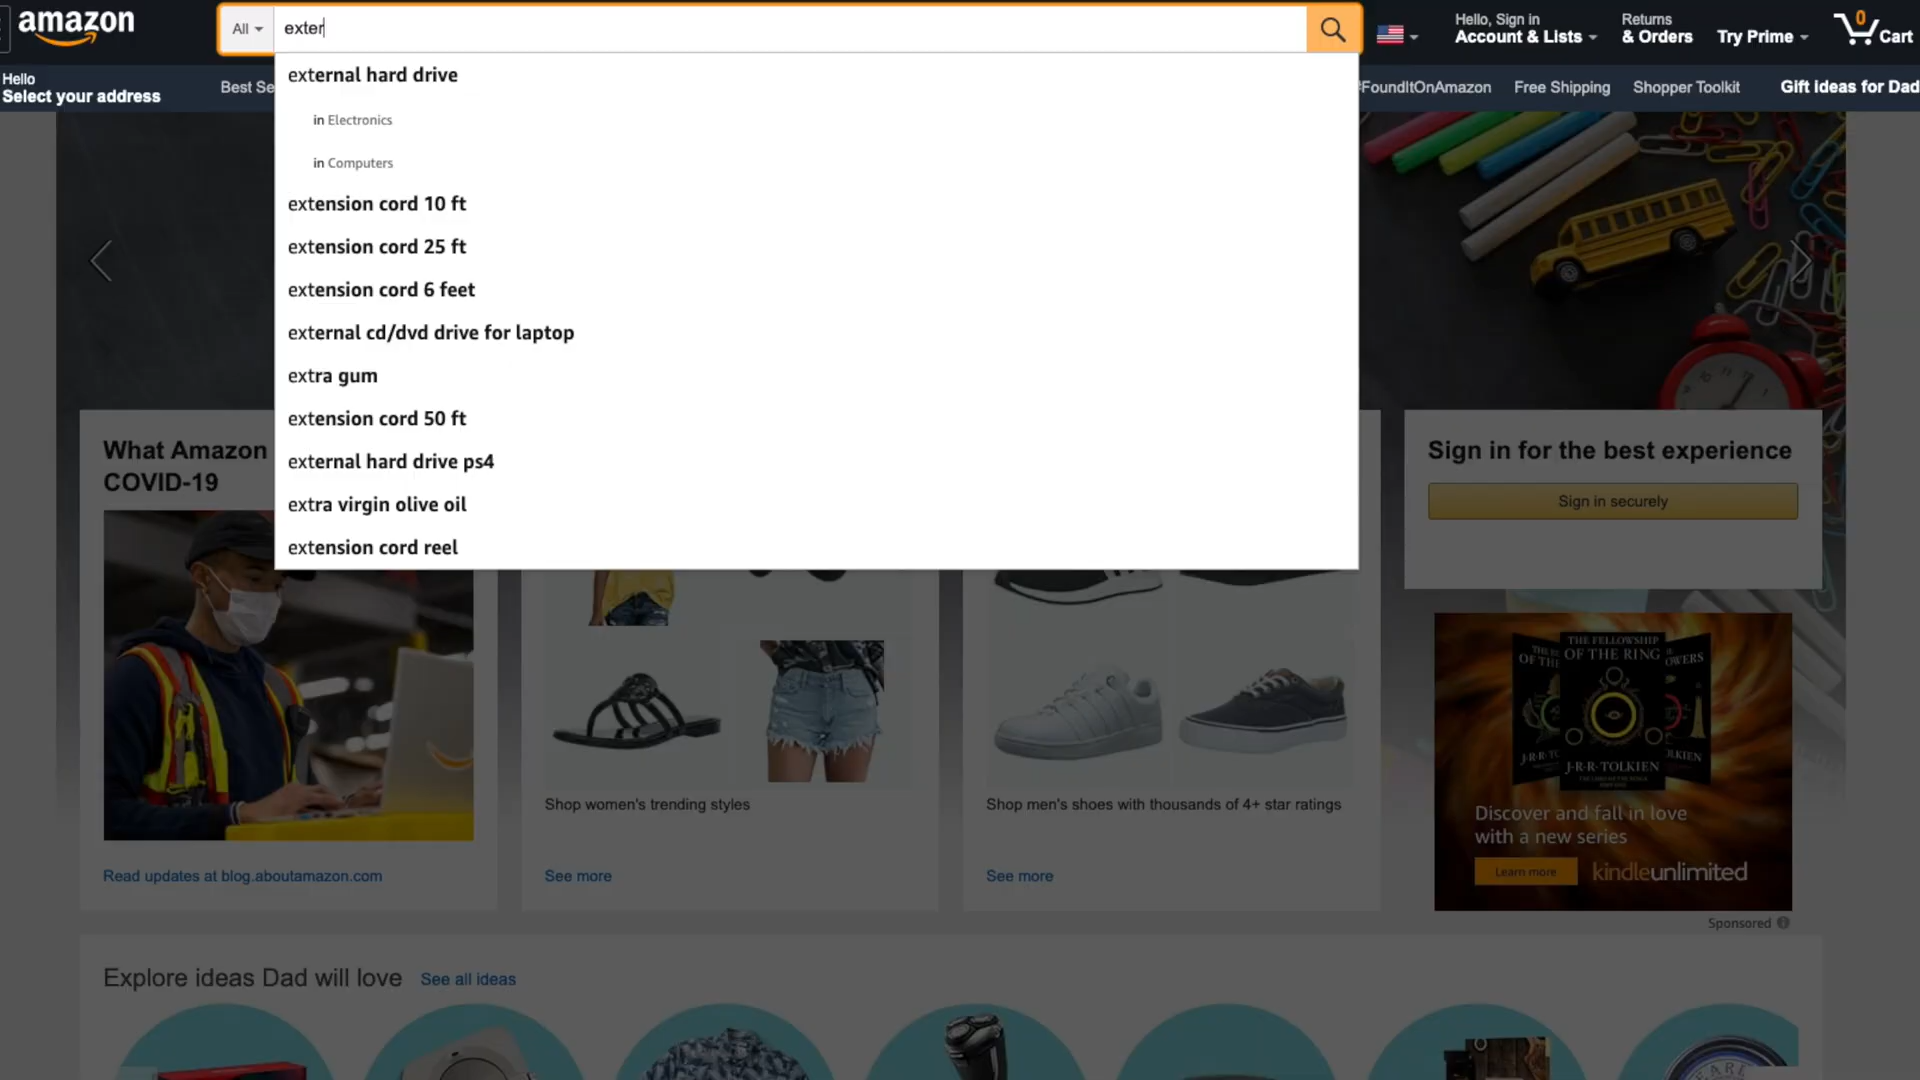 amazon
All
exter
Hello, Sign in
Account & Lists
Returns
& Orders
Try Prime
0
Cart
Hello
Select your address
Best Se
#FoundItOnAmazon
Free Shipping
Shopper Toolkit
Gift Ideas for Dad
external hard drive
in Electronics
in Computers
extension cord 10 ft
extension cord 25 ft
extension cord 6 feet
external cd/dvd drive for laptop
extra gum
extension cord 50 ft
external hard drive ps4
extra virgin olive oil
extension cord reel
What Amazon
COVID-19
Read updates at blog.aboutamazon.com
Shop women's trending styles
See more
Shop men's shoes with thousands of 4+ star ratings
See more
Sign in for the best experience
Sign in securely
THE FELLOWSHIP
OF THE RING
J·R·R·TOLKIEN
Discover and fall in love
with a new series
Learn more
kindleunlimited
Sponsored
Explore ideas Dad will love
See all ideas